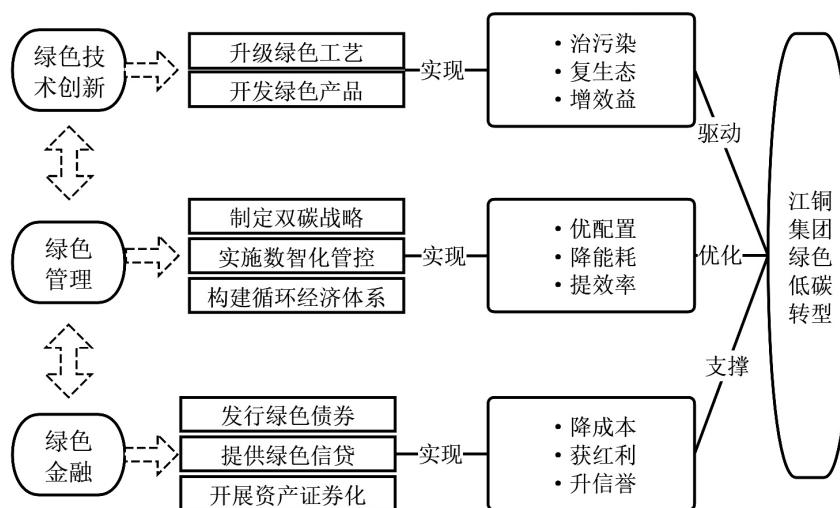 绿色技
术创新
升级绿色工艺
开发绿色产品
实现
• 治污染
• 复生态
• 增效益
驱动
绿色
管理
制定双碳战略
实施数智化管控
构建循环经济体系
实现
• 优配置
• 降能耗
• 提效率
优化
绿色
金融
发行绿色债券
提供绿色信贷
开展资产证券化
实现
• 降成本
• 获红利
• 升信誉
支撑
江铜
集团
绿色
低碳
转型